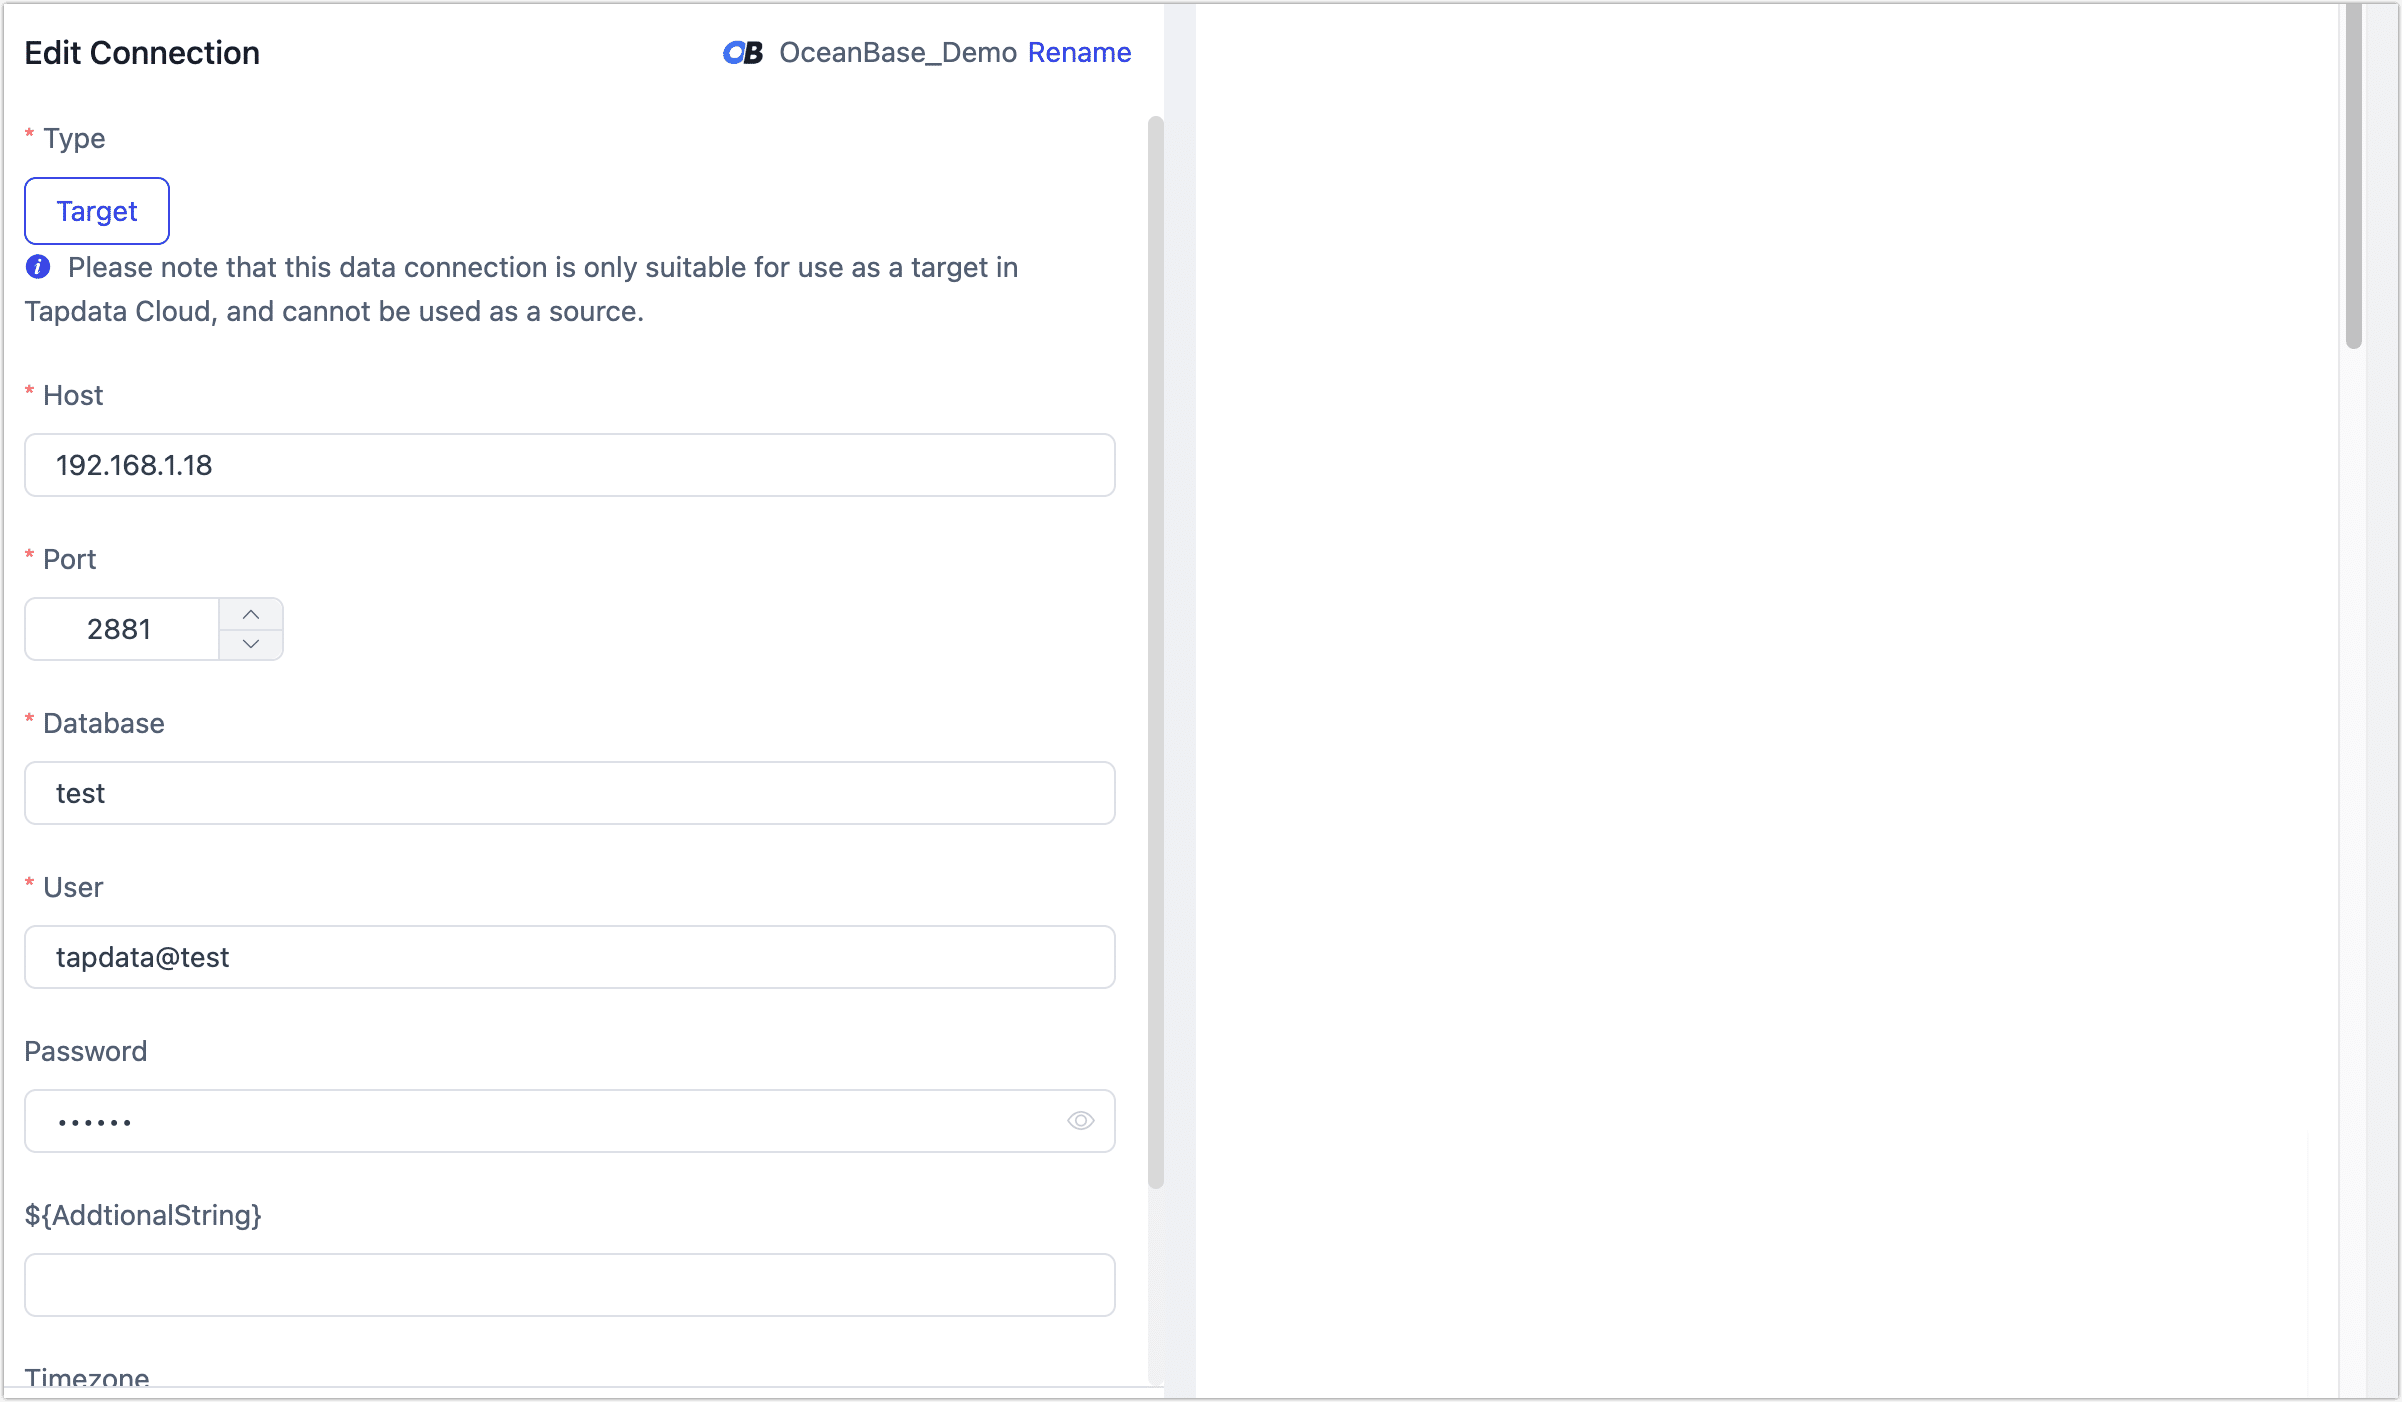 Edit Connection
OB OceanBase_Demo Rename
* Type
Target
Please note that this data connection is only suitable for use as a target in
Tapdata Cloud, and cannot be used as a source.
* Host
192.168.1.18
* Port
2881
* Database
test
* User
tapdata@test
Password
••••••
${AddtionalString}
Timezone